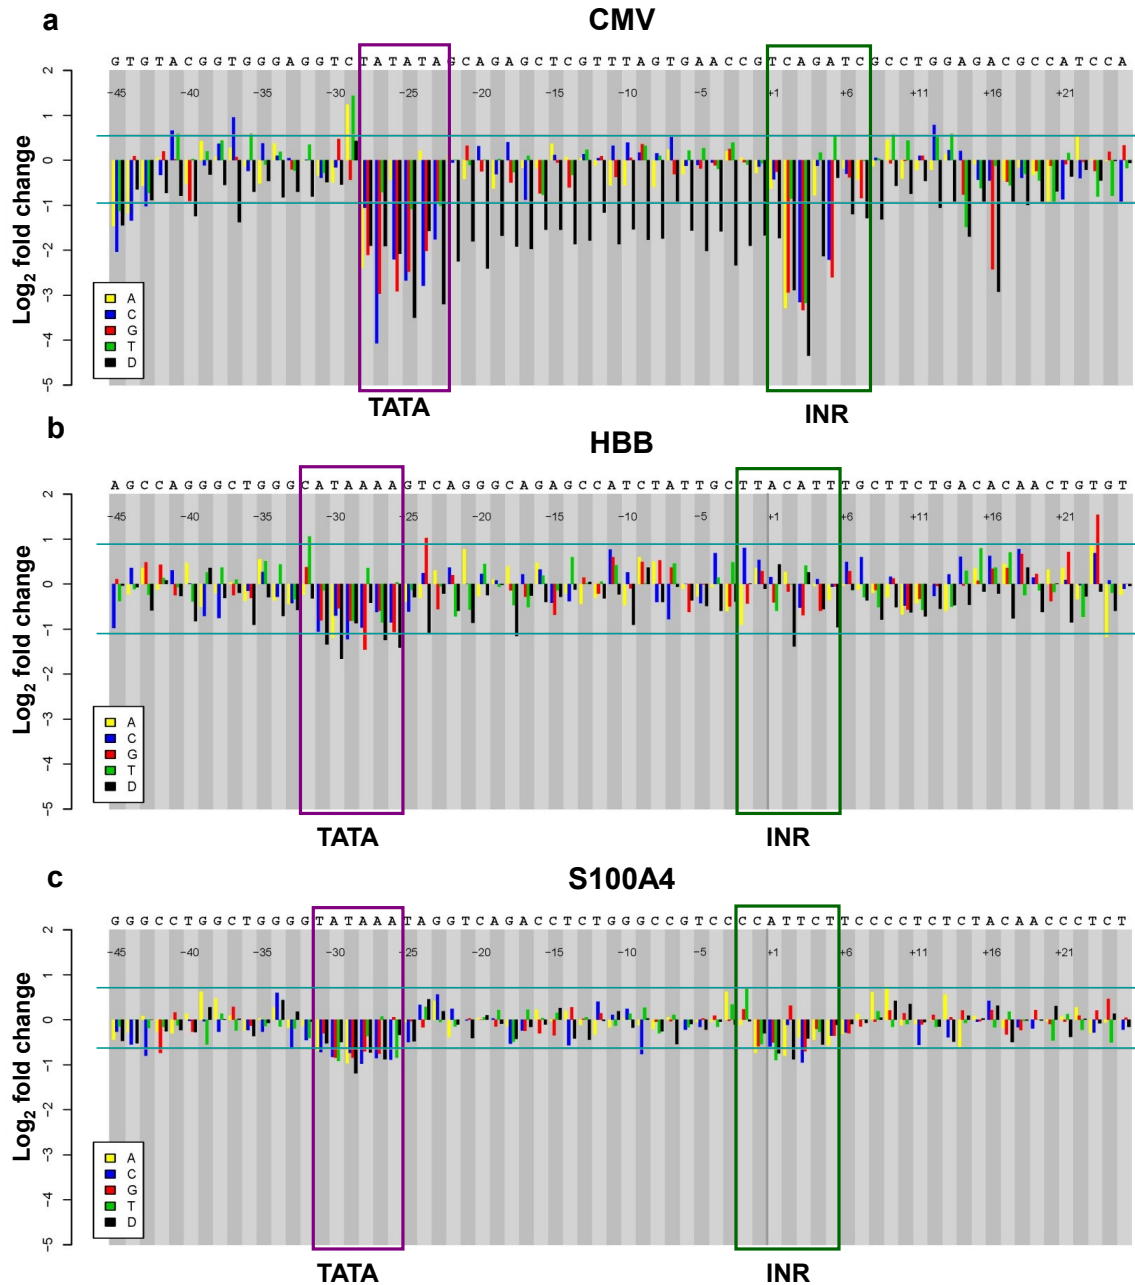 a
CMV
G T G T A C G G T G G G A G G T C T A T A T A G C A G A G C T C G T T T A G T G A A C C G T C A G A T C G C C T G G A G A C G C C A T C C A
−45 −40 −35 −30 −25 −20 −15 −10 −5 +1 +6 +11 +16 +21
2
1
0
−1
−2
−3
−4
−5
Log2 fold change
A
C
G
T
D
TATA
INR
b
HBB
A G C C A G G G C T G G G C A T A A A A G T C A G G G C A G A G C C A T C T A T T G C T T A C A T T T G C T T C T G A C A C A A C T G T G T
−45 −40 −35 −30 −25 −20 −15 −10 −5 +1 +6 +11 +16 +21
2
1
0
−1
−2
−3
−4
−5
Log2 fold change
A
C
G
T
D
TATA
INR
c
S100A4
G G G C C T G G C T G G G G T A T A A A T A G G T C A G A C C T C T G G G C C G T C C C C A T T C T T C C C C T C T C T A C A A C C C T C T
−45 −40 −35 −30 −25 −20 −15 −10 −5 +1 +6 +11 +16 +21
2
1
0
−1
−2
−3
−4
−5
Log2 fold change
A
C
G
T
D
TATA
INR